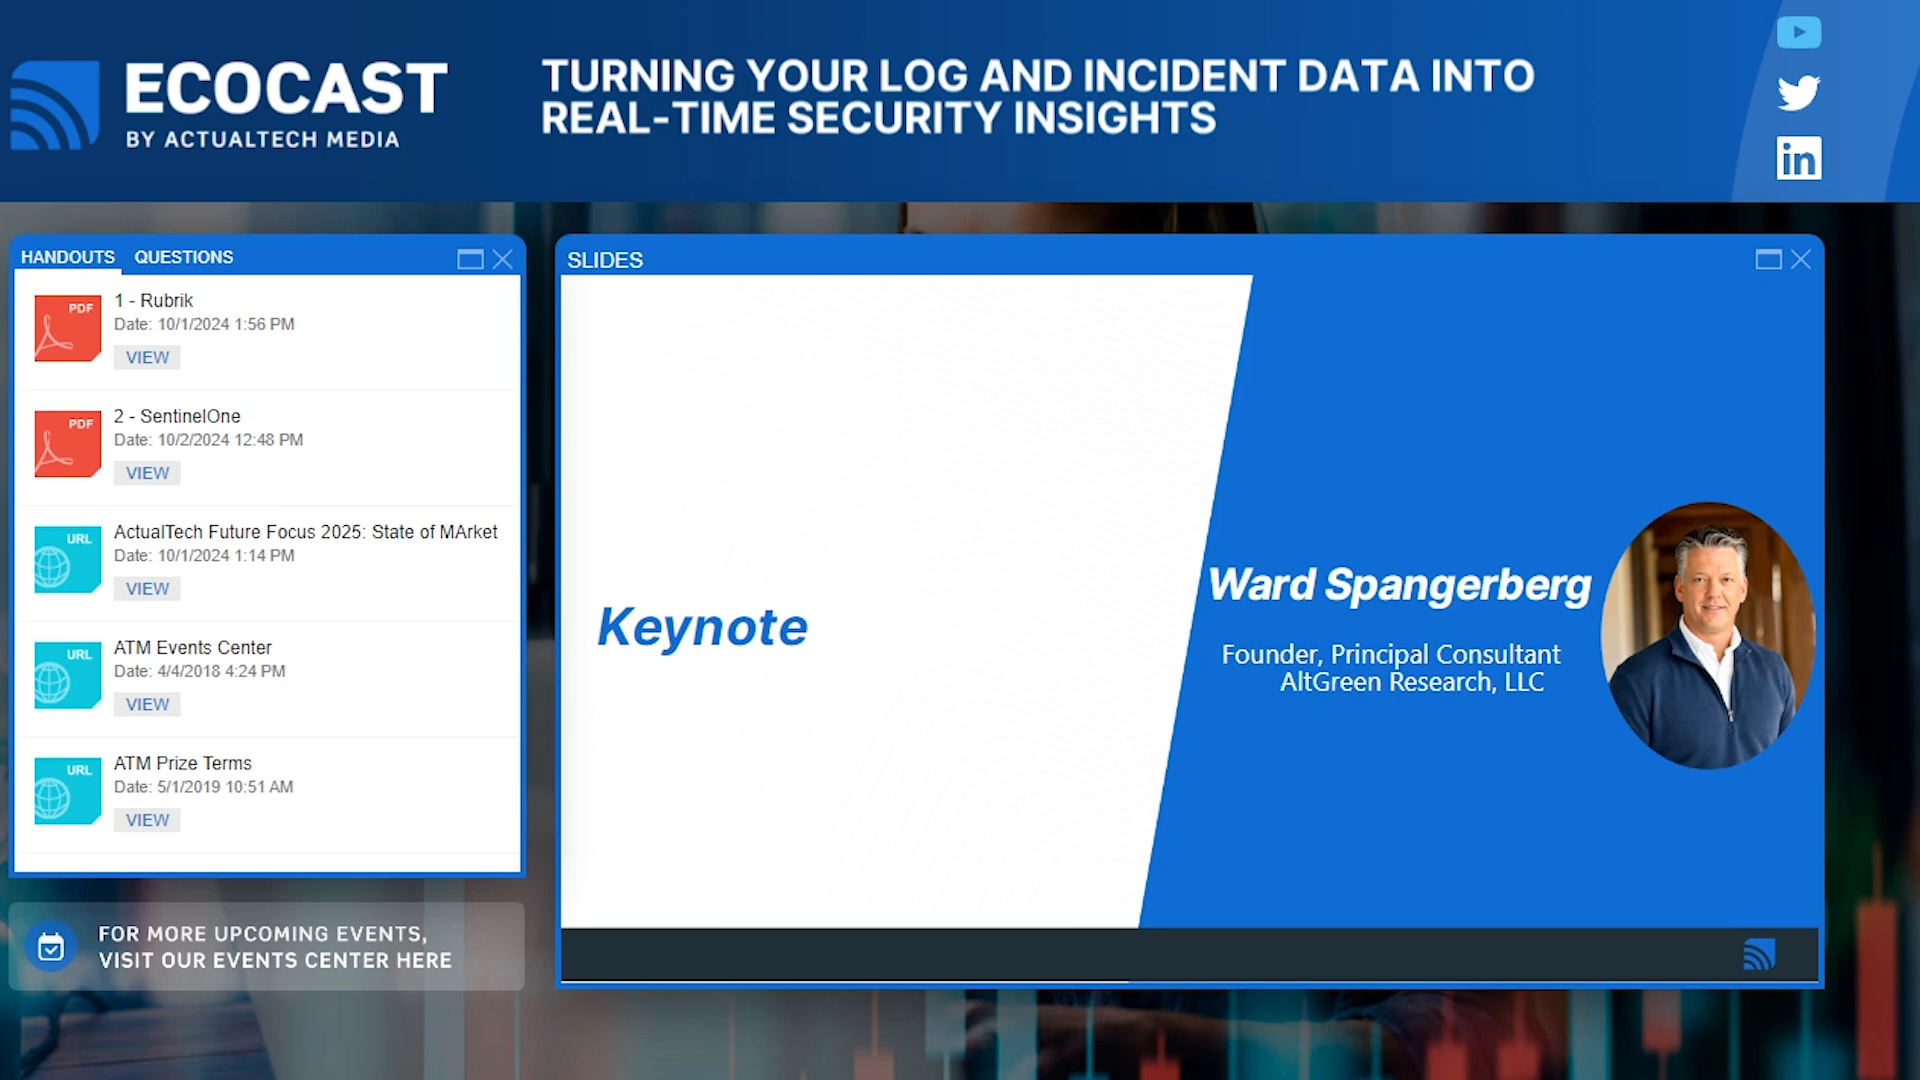 ECOCAST
BY ACTUALTECH MEDIA
TURNING YOUR LOG AND INCIDENT DATA INTO
REAL-TIME SECURITY INSIGHTS
in
HANDOUTS QUESTIONS
PDF
1 - Rubrik
Date: 10/1/2024 1:56 PM
VIEW
PDF
2 - SentinelOne
Date: 10/2/2024 12:48 PM
VIEW
URL
ActualTech Future Focus 2025: State of MArket
Date: 10/1/2024 1:14 PM
VIEW
URL
ATM Events Center
Date: 4/4/2018 4:24 PM
VIEW
URL
ATM Prize Terms
Date: 5/1/2019 10:51 AM
VIEW
FOR MORE UPCOMING EVENTS,
VISIT OUR EVENTS CENTER HERE
SLIDES
Keynote
Ward Spangerberg
Founder, Principal Consultant
AltGreen Research, LLC